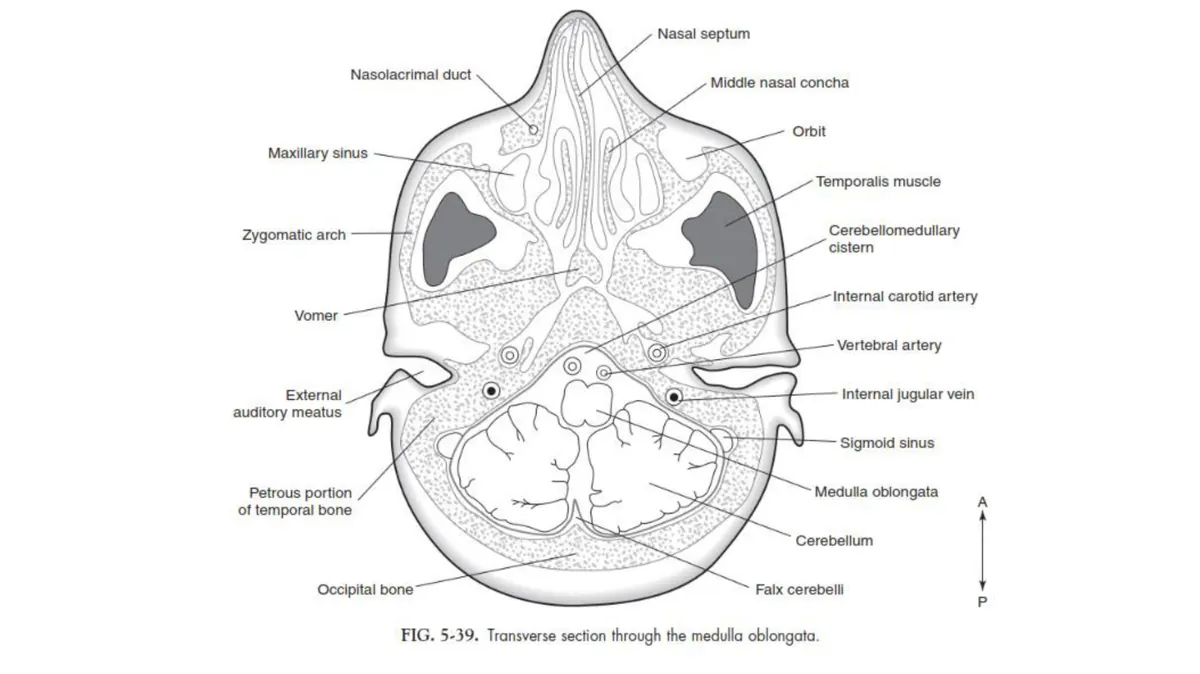 Nasal septum
Nasolacrimal duct
Middle nasal concha
Orbit
Maxillary sinus
Temporalis muscle
Zygomatic arch
Cerebellomedullary
cistern
Internal carotid artery
Vomer
Vertebral artery
External
auditory meatus
Internal jugular vein
Sigmoid sinus
Petrous portion
of temporal bone
Medulla oblongata
A
Cerebellum
Occipital bone
Falx cerebelli
P
FIG. 5-39. Transverse section through the medulla oblongata.